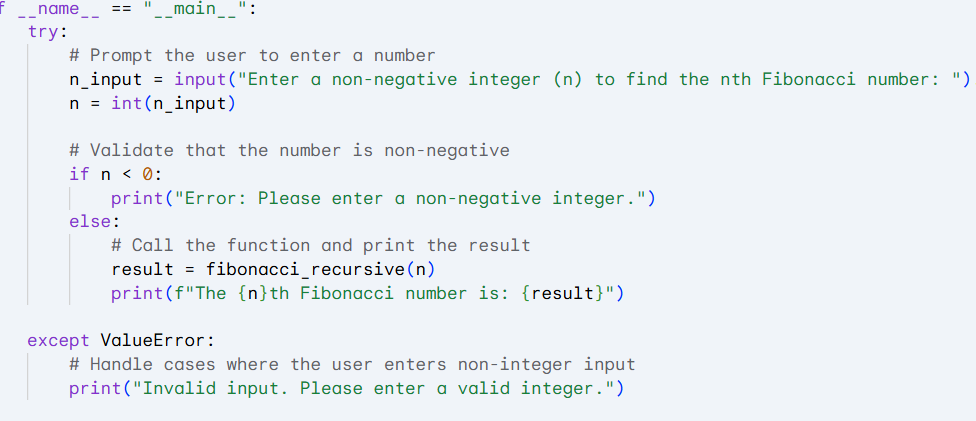 f __name__ == "__main__":
    try:
        # Prompt the user to enter a number
        n_input = input("Enter a non-negative integer (n) to find the nth Fibonacci number: ")
        n = int(n_input)

        # Validate that the number is non-negative
        if n < 0:
            print("Error: Please enter a non-negative integer.")
        else:
            # Call the function and print the result
            result = fibonacci_recursive(n)
            print(f"The {n}th Fibonacci number is: {result}")

    except ValueError:
        # Handle cases where the user enters non-integer input
        print("Invalid input. Please enter a valid integer.")